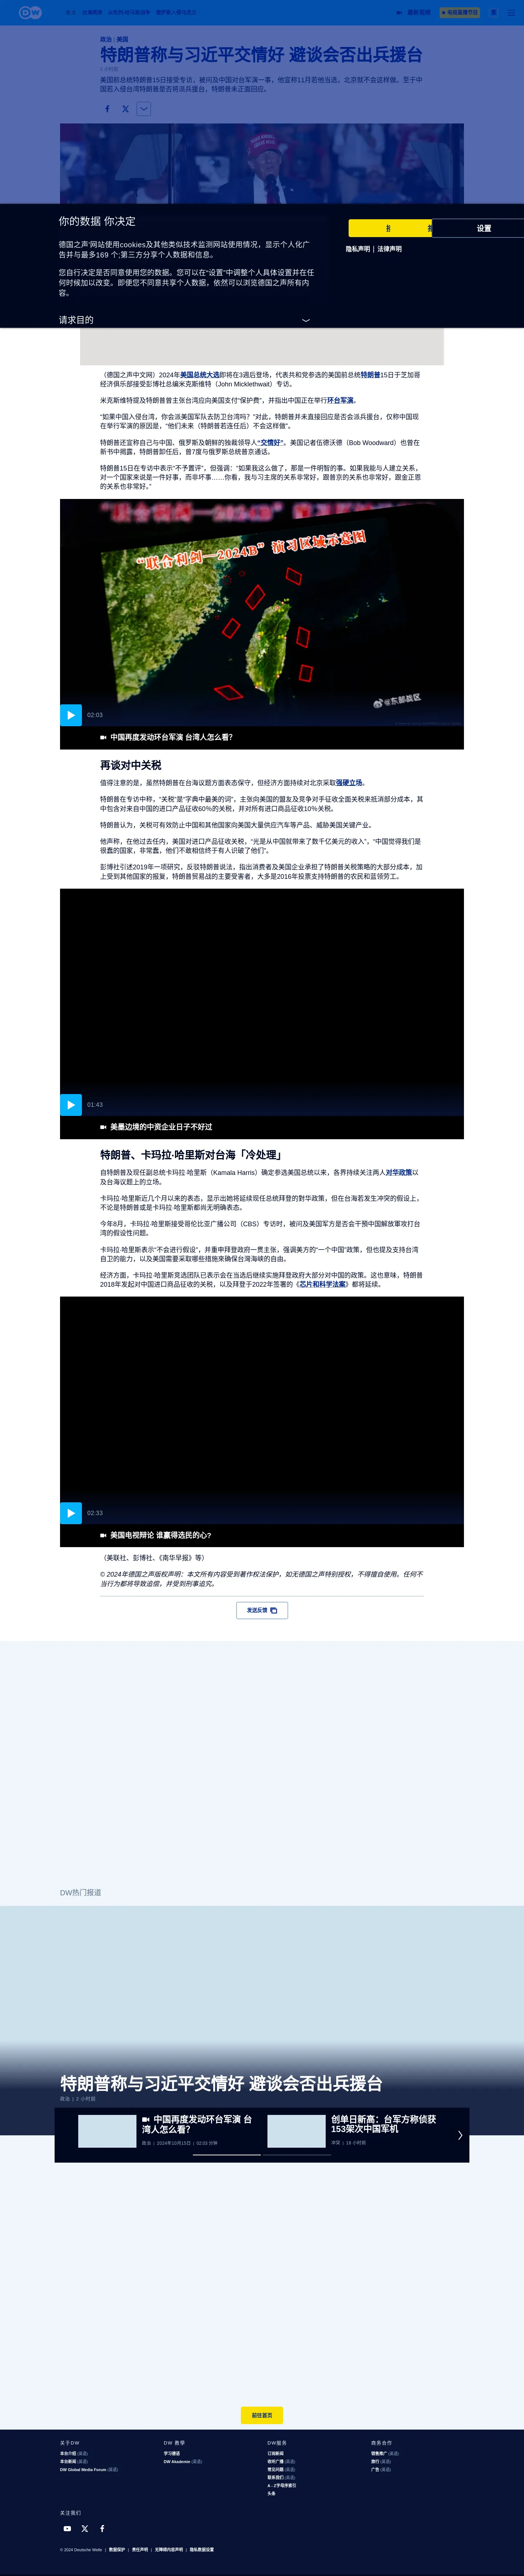 DW
最新视频
电视直播节目
政治 | 美国
特朗普称与习近平交情好 避谈会否出兵援台
2 小时前
美国前总统特朗普15日接受专访，被问及中国对台军演一事，他宣称11月若他当选，北京就不会这样做。至于中
国若入侵台湾特朗普是否将派兵援台，特朗普未正面回应。
你的数据 你决定
德国之声网站使用cookies及其他类似技术监测网站使用情况，显示个人化广
告并与最多169 个第三方分享个人数据和信息。
您自行决定是否同意使用您的数据。您可以在"设置"中调整个人具体设置并在任
何时候加以改变。即便您不同意共享个人数据，依然可以浏览德国之声所有内
容。
请求目的
设置
隐私声明 | 法律声明
（德国之声中文网）2024年美国总统大选即将在3週后登场，代表共和党参选的美国前总统特朗普15日于芝加哥
经济俱乐部接受彭博社总编米克斯维特（John Micklethwait）专访。
米克斯维特提及特朗普曾主张台湾应向美国支付"保护费"，并指出中国正在举行环台军演。
"如果中国入侵台湾，你会派美国军队去防卫台湾吗？"对此，特朗普并未直接回应是否会派兵援台，仅称中国现
在举行军演的原因是，"他们未来（特朗普若连任后）不会这样做"。
特朗普还宣称自己与中国、俄罗斯及朝鲜的独裁领导人"交情好"。美国记者伍德沃德（Bob Woodward）也曾在
新书中揭露，特朗普卸任后，曾7度与俄罗斯总统普京通话。
特朗普15日在专访中表示"不予置评"，但强调："如果我这么做了，那是一件明智的事。如果我能与人建立关系，
对一个国家来说是一件好事，而非坏事……你看，我与习主席的关系非常好，跟普京的关系也非常好，跟金正恩
的关系也非常好。"
"联合利剑—2024B"演习区域示意图
@东部战区
02:03
中国再度发动环台军演 台湾人怎么看？
再谈对中关税
值得注意的是，虽然特朗普在台海议题方面表态保守，但经济方面持续对北京采取强硬立场。
特朗普在专访中称，"关税"是"字典中最美的词"，主张向美国的盟友及竞争对手征收全面关税来抵消部分成本，其
中包含对来自中国的进口产品征收60%的关税，并对所有进口商品征收10%关税。
特朗普认为，关税可有效防止中国和其他国家向美国大量供应汽车等产品、威胁美国关键产业。
他声称，在他过去任内，美国对进口产品征收关税，"光是从中国就带来了数千亿美元的收入"，"中国觉得我们是
很蠢的国家，非常蠢，他们不敢相信终于有人识破了他们"。
彭博社引述2019年一项研究，反驳特朗普说法，指出消费者及美国企业承担了特朗普关税策略的大部分成本，加
上受到其他国家的报复，特朗普贸易战的主要受害者，大多是2016年投票支持特朗普的农民和蓝领劳工。
01:43
美墨边境的中资企业日子不好过
特朗普、卡玛拉·哈里斯对台海「冷处理」
自特朗普及现任副总统卡玛拉·哈里斯（Kamala Harris）确定参选美国总统以来，各界持续关注两人对华政策以
及台海议题上的立场。
卡玛拉·哈里斯近几个月以来的表态，显示出她将延续现任总统拜登的對华政策，但在台海若发生冲突的假设上，
不论是特朗普或是卡玛拉·哈里斯都尚无明确表态。
今年8月，卡玛拉·哈里斯接受哥伦比亚广播公司（CBS）专访时，被问及美国军方是否会干预中国解放軍攻打台
湾的假设性问题。
卡玛拉·哈里斯表示"不会进行假设"，并重申拜登政府一贯主张，强调美方的"一个中国"政策，但也提及支持台湾
自卫的能力，以及美国需要采取哪些措施来确保台灣海峡的自由。
经济方面，卡玛拉·哈里斯竞选团队已表示会在当选后继续实施拜登政府大部分对中国的政策。这也意味，特朗普
2018年发起对中国进口商品征收的关税，以及拜登于2022年签署的《芯片和科学法案》都将延续。
02:33
美国电视辩论 谁赢得选民的心?
（美联社、彭博社、《南华早报》等）
© 2024年德国之声版权声明：本文所有内容受到著作权法保护，如无德国之声特别授权，不得擅自使用。任何不
当行为都将导致追偿，并受到刑事追究。
发送反馈
DW热门报道
特朗普称与习近平交情好 避谈会否出兵援台
政治 | 2 小时前
中国再度发动环台军演 台
湾人怎么看？
政治 | 2024年10月15日 | 02:03 分钟
创单日新高：台军方称侦获
153架次中国军机
冲突 | 19 小时前
前往首页
关于DW
本台介绍 (英语)
本台新闻 (英语)
DW Global Media Forum (英语)
DW 教學
学习德语
DW Akademie (英语)
DW服务
订阅新闻
收听广播 (英语)
常见问题 (英语)
联系我们 (英语)
A - Z字母序索引
头条
商务合作
销售推广 (英语)
旅行 (英语)
广告 (英语)
关注我们
© 2024 Deutsche Welle | 数据保护 | 责任声明 | 无障碍内容声明 | 隐私数据设置